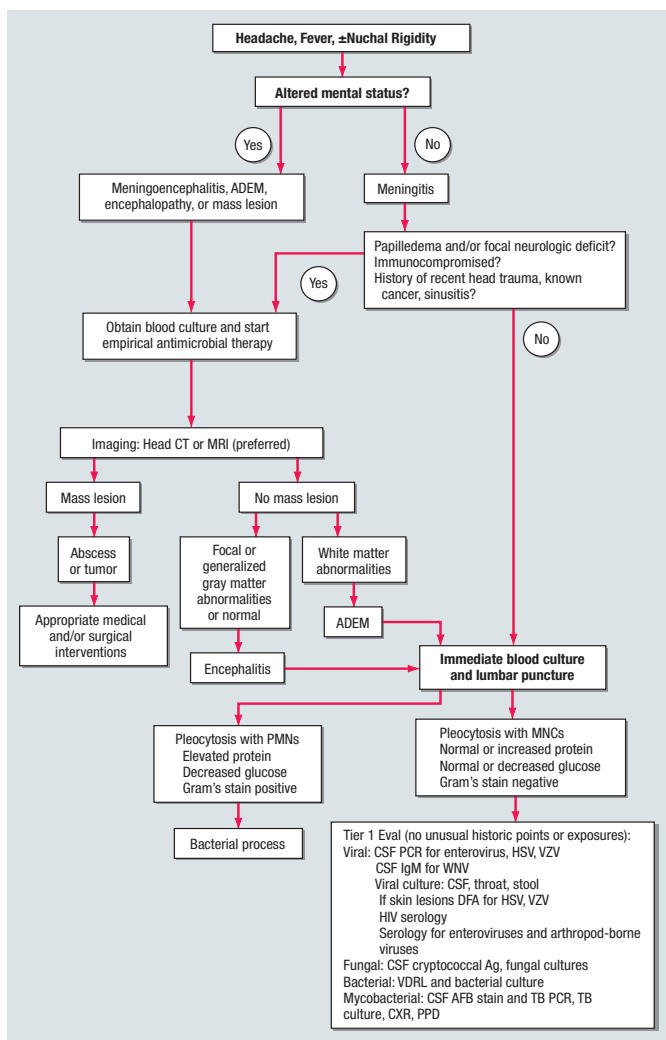 Headache, Fever, ±Nuchal Rigidity
Altered mental status?
Yes
No
Meningoencephalitis, ADEM,
encephalopathy, or mass lesion
Meningitis
Papilledema and/or focal neurologic deficit?
Immunocompromised?
History of recent head trauma, known
cancer, sinusitis?
Yes
No
Obtain blood culture and start
empirical antimicrobial therapy
Imaging: Head CT or MRI (preferred)
Mass lesion
No mass lesion
Abscess
or tumor
Focal or
generalized
gray matter
abnormalities
or normal
White matter
abnormalities
Appropriate medical
and/or surgical
interventions
ADEM
Encephalitis
Immediate blood culture
and lumbar puncture
Pleocytosis with PMNs
Elevated protein
Decreased glucose
Gram's stain positive
Pleocytosis with MNCs
Normal or increased protein
Normal or decreased glucose
Gram's stain negative
Bacterial process
Tier 1 Eval (no unusual historic points or exposures):
Viral: CSF PCR for enterovirus, HSV, VZV
CSF IgM for WNV
Viral culture: CSF, throat, stool
If skin lesions DFA for HSV, VZV
HIV serology
Serology for enteroviruses and arthropod-borne
viruses
Fungal: CSF cryptococcal Ag, fungal cultures
Bacterial: VDRL and bacterial culture
Mycobacterial: CSF AFB stain and TB PCR, TB
culture, CXR, PPD